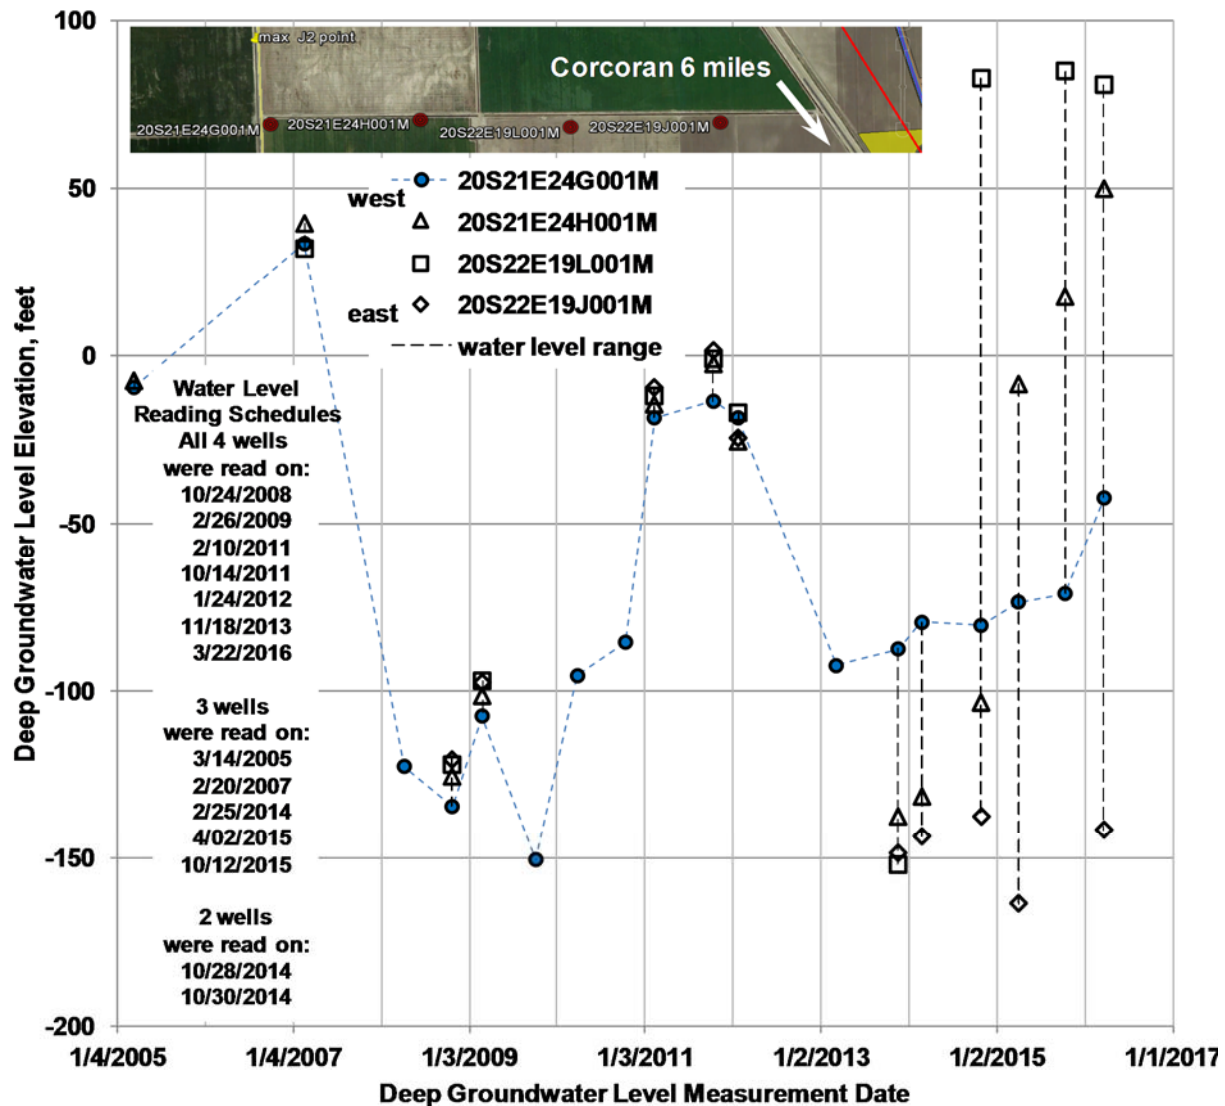 100
50
0
-50
-100
-150
-200
Deep Groundwater Level Elevation, feet
max J2 point
Corcoran 6 miles
20S21E24G001M
20S21E24H001M
20S22E19L001M
20S22E19J001M
west
20S21E24G001M
20S21E24H001M
20S22E19L001M
east
20S22E19J001M
water level range
Water Level
Reading Schedules
All 4 wells
were read on:
10/24/2008
2/26/2009
2/10/2011
10/14/2011
1/24/2012
11/18/2013
3/22/2016
3 wells
were read on:
3/14/2005
2/20/2007
2/25/2014
4/02/2015
10/12/2015
2 wells
were read on:
10/28/2014
10/30/2014
1/4/2005
1/4/2007
1/3/2009
1/3/2011
1/2/2013
1/2/2015
1/1/2017
Deep Groundwater Level Measurement Date